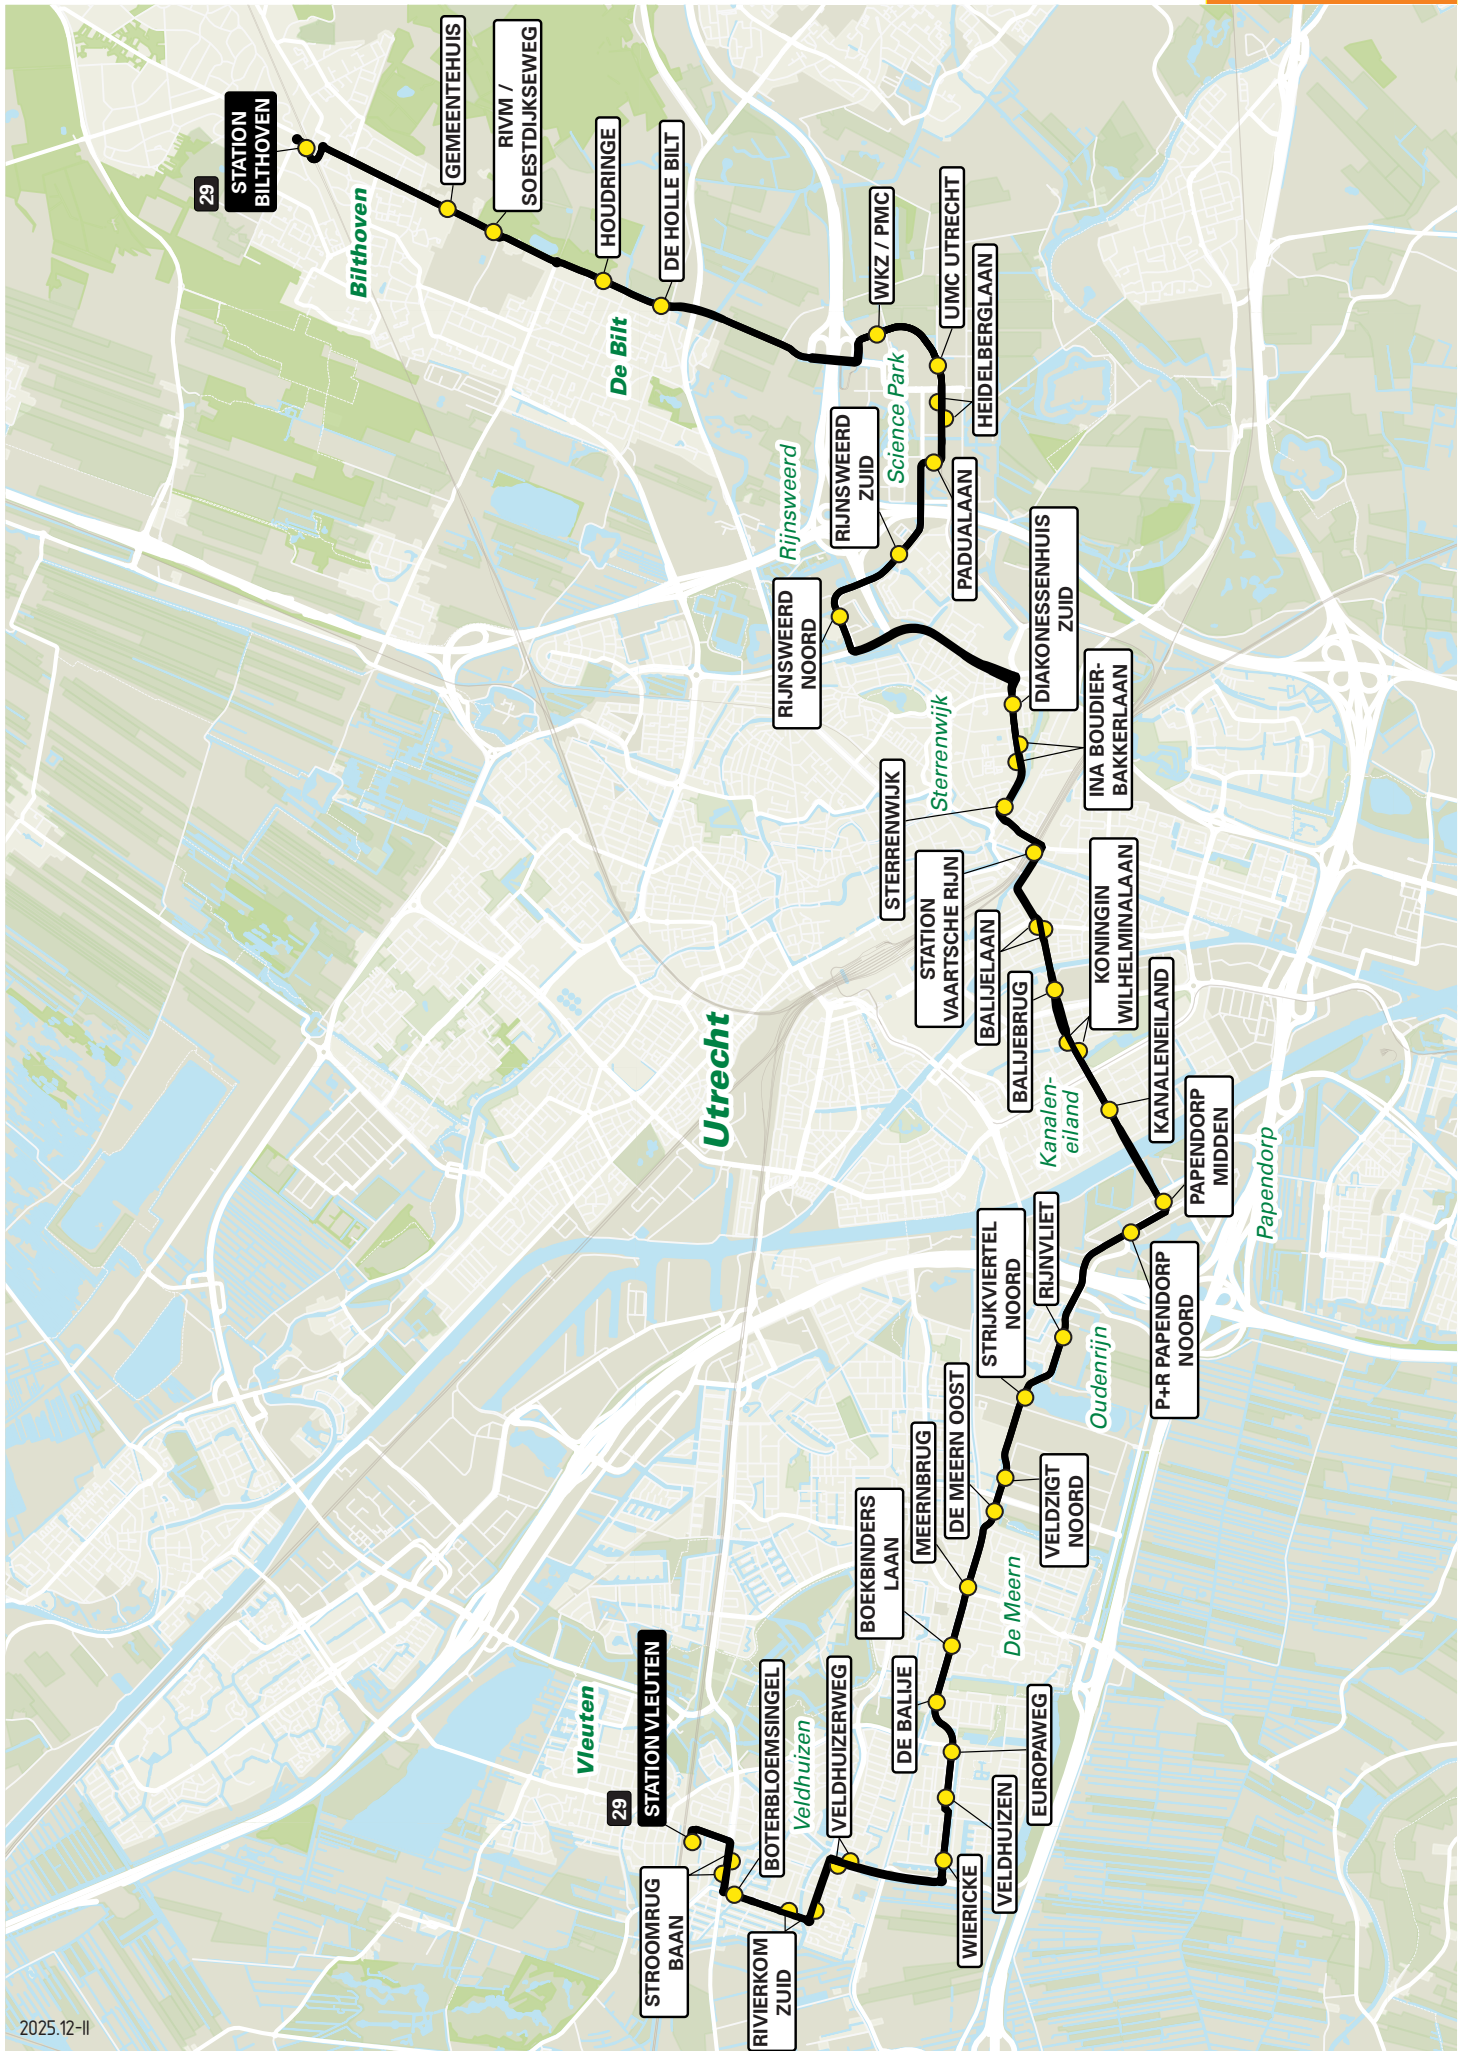 29
STATION
BILTHOVEN
Bilthoven
GEMEENTEHUIS
RIVM /
SOESTDIJKSEWEG
HOUDRINGE
DE HOLLE BILT
De Bilt
WKZ / PMC
UMC UTRECHT
HEIDELBERGLAAN
Science Park
PADUALAAN
RIJNSWEERD
ZUID
Rijnsweerd
RIJNSWEERD
NOORD
DIAKONESSENHUIS
ZUID
INA BOUDIER-
BAKKERLAAN
Sterrenwijk
STERRENWIJK
STATION
VAARTSCHE RIJN
BALIJELAAN
BALIJEBRUG
KONINGIN
WILHELMINALAAN
Utrecht
Kanalen-
eiland
KANALENEILAND
PAPENDORP
MIDDEN
Papendorp
P+R PAPENDORP
NOORD
RIJNVLIET
STRIJKVIERTEL
NOORD
Oudenrijn
VELDZIGT
NOORD
DE MEERN OOST
MEERNBRUG
De Meern
BOEKBINDERS
LAAN
DE BALIJE
EUROPAWEG
VELDHUIZEN
WIERICKE
VELDHUIZERWEG
Veldhuizen
RIVIERKOM
ZUID
BOTERBLOEMSINGEL
STROOMRUG
BAAN
Vleuten
29
STATION VLEUTEN
2025.12-II